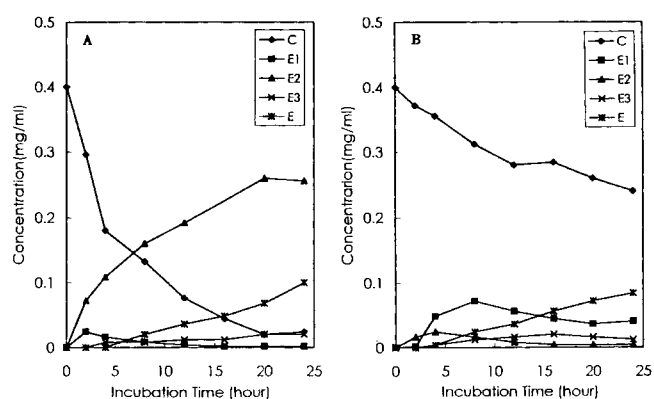 A
C
E1
E2
E3
E
0.5
0.4
0.3
0.2
0.1
0
Concentration(mg/ml)
0 5 10 15 20 25
Incubation Time (hour)
B
C
E1
E2
E3
E
0.5
0.4
0.3
0.2
0.1
0.0
Concentrarion(mg/ml)
0 5 10 15 20 25
Incubation Time (hour)